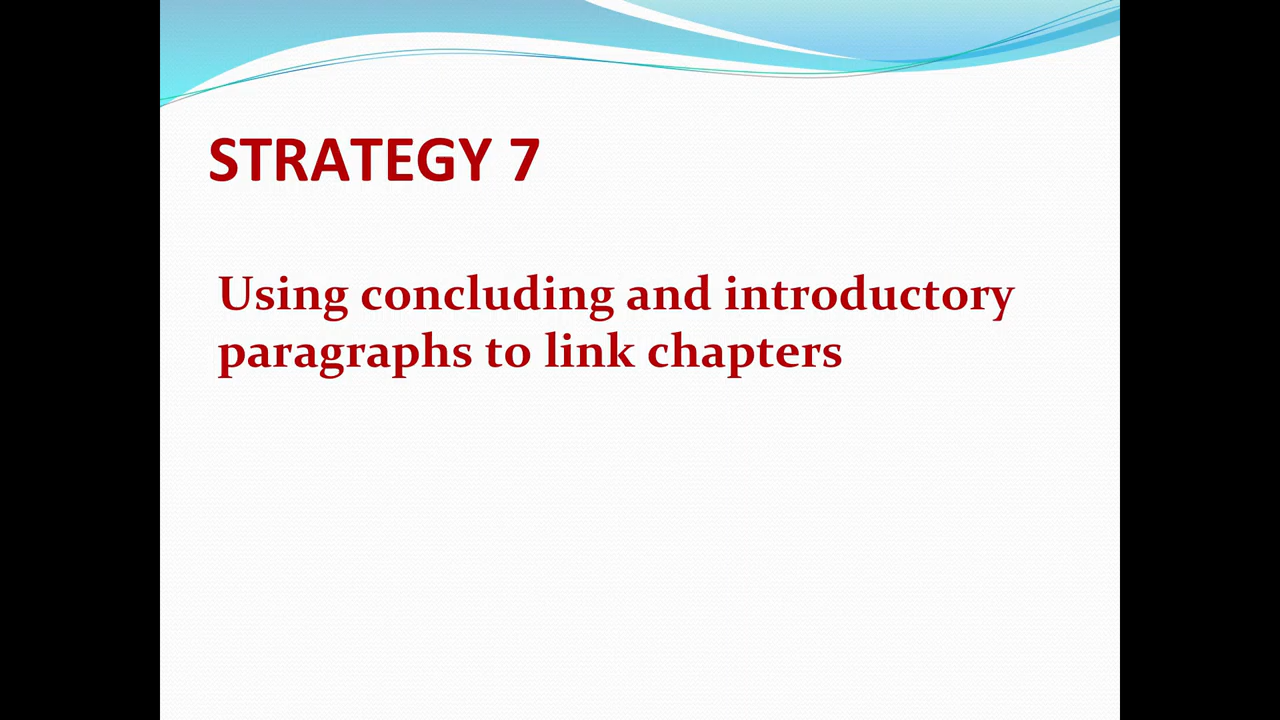 STRATEGY 7
Using concluding and introductory
paragraphs to link chapters